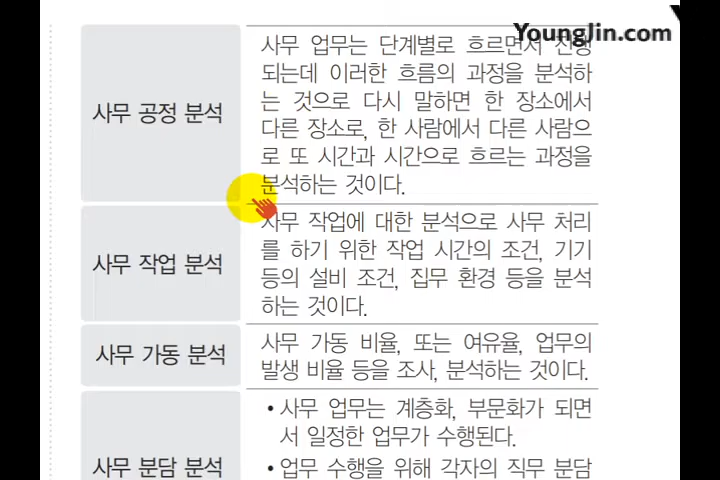 YoungJin.com
사무 공정 분석
사무 업무는 단계별로 흐르면서 진행
되는데 이러한 흐름의 과정을 분석하
는 것으로 다시 말하면 한 장소에서
다른 장소로, 한 사람에서 다른 사람으
로 또 시간과 시간으로 흐르는 과정을
분석하는 것이다.
사무 작업 분석
사무 작업에 대한 분석으로 사무 처리
를 하기 위한 작업 시간의 조건, 기기
등의 설비 조건, 집무 환경 등을 분석
하는 것이다.
사무 가동 분석
사무 가동 비율, 또는 여유율, 업무의
발생 비율 등을 조사, 분석하는 것이다.
사무 분담 분석
• 사무 업무는 계층화, 부문화가 되면
서 일정한 업무가 수행된다.
• 업무 수행을 위해 각자의 직무 분담